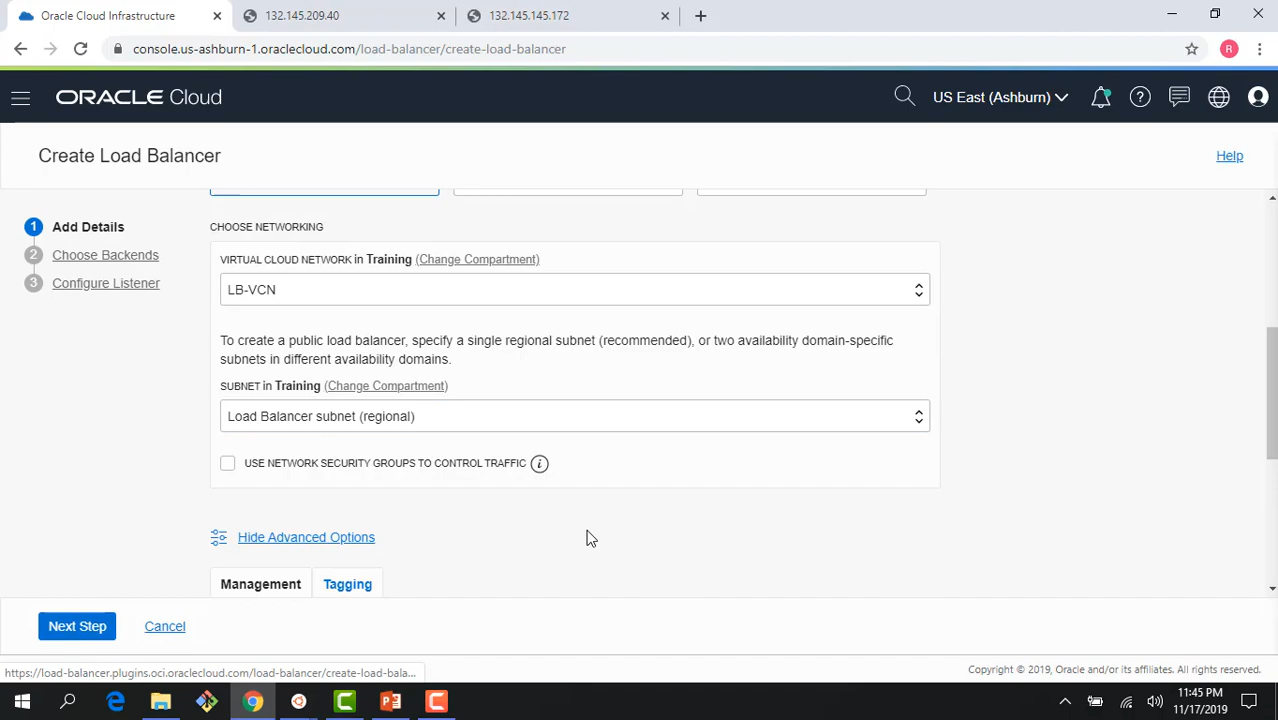 Oracle Cloud Infrastructure
132.145.209.40
132.145.145.172
console.us-ashburn-1.oraclecloud.com/load-balancer/create-load-balancer
R
ORACLE Cloud
US East (Ashburn)
Create Load Balancer
Help
1 Add Details
2 Choose Backends
3 Configure Listener
CHOOSE NETWORKING
VIRTUAL CLOUD NETWORK in Training (Change Compartment)
LB-VCN
To create a public load balancer, specify a single regional subnet (recommended), or two availability domain-specific
subnets in different availability domains.
SUBNET in Training (Change Compartment)
Load Balancer subnet (regional)
USE NETWORK SECURITY GROUPS TO CONTROL TRAFFIC i
Hide Advanced Options
Management Tagging
Next Step Cancel
https://load-balancer.plugins.oci.oraclecloud.com/load-balancer/create-load-bala...
Copyright © 2019, Oracle and/or its affiliates. All rights reserved.
11:45 PM
11/17/2019